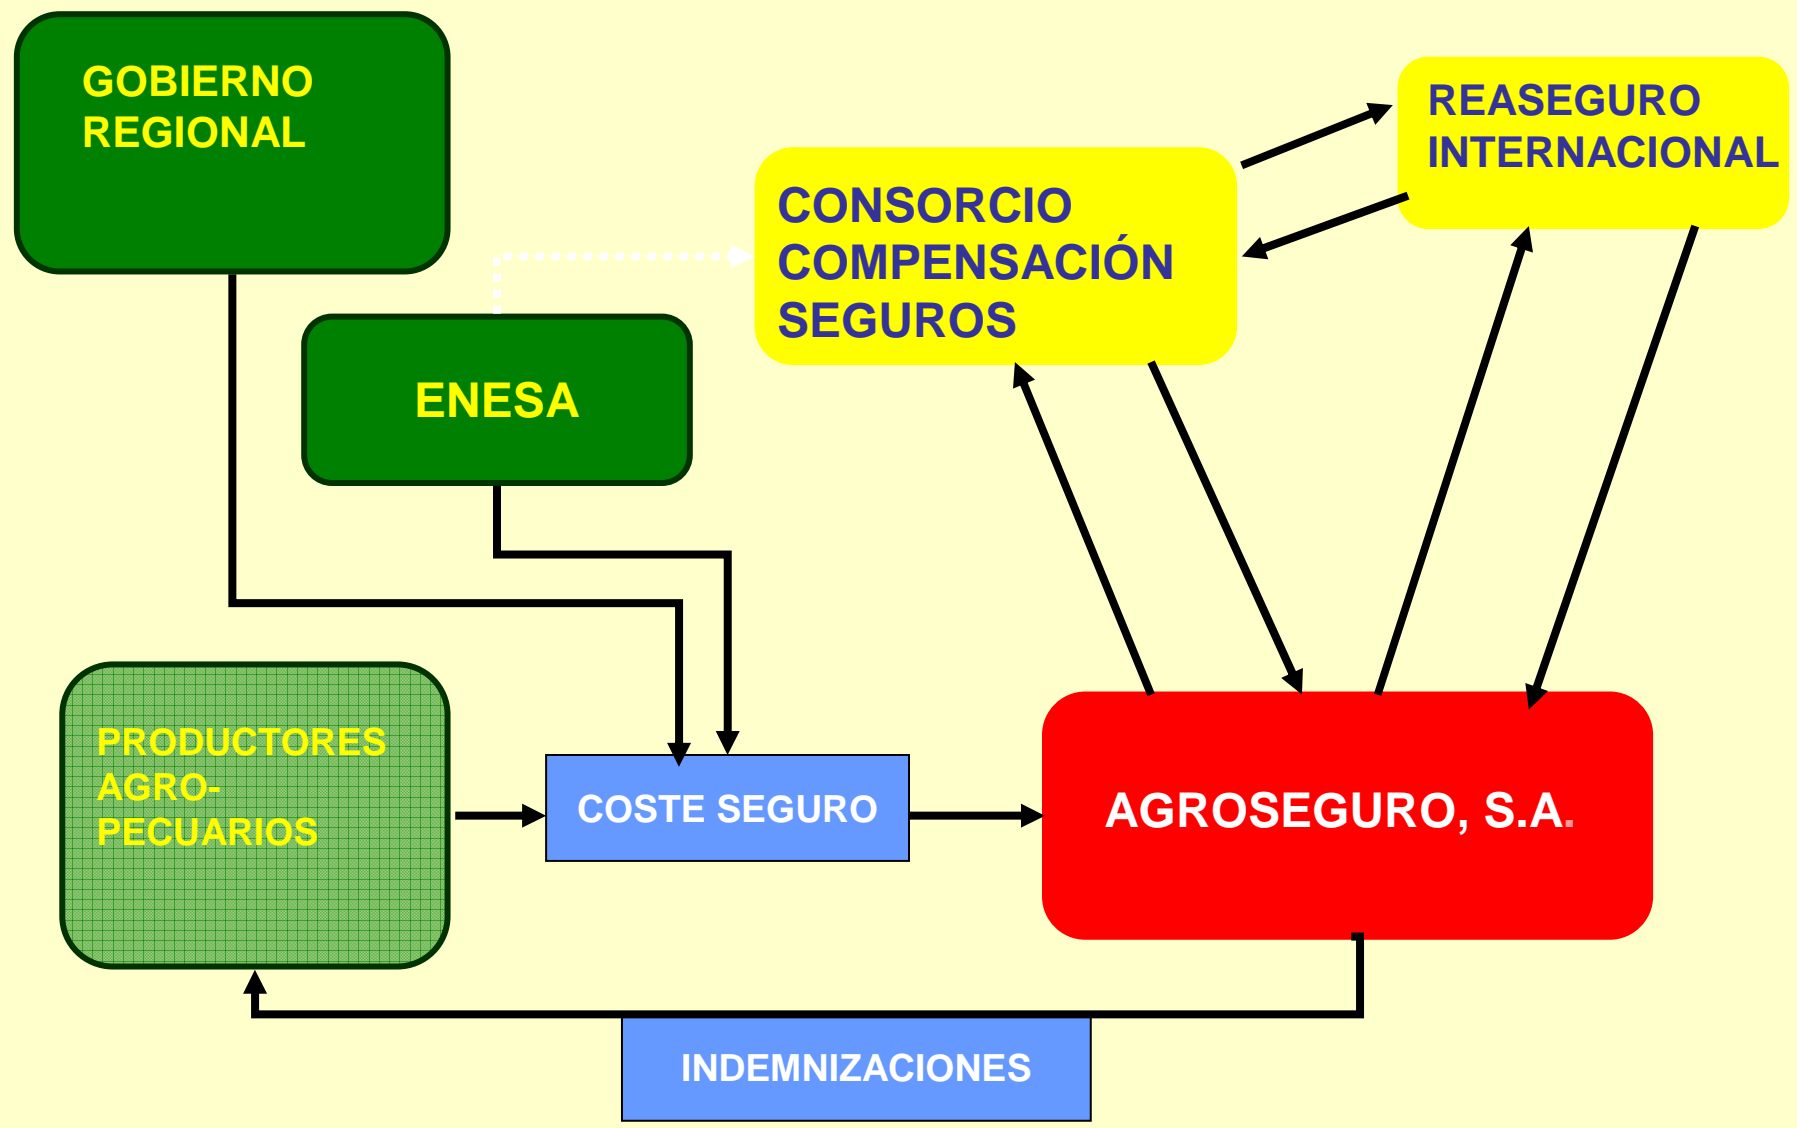 GOBIERNO
REGIONAL
REASEGURO
INTERNACIONAL
CONSORCIO
COMPENSACIÓN
SEGUROS
ENESA
PRODUCTORES
AGRO-
PECUARIOS
COSTE SEGURO
AGROSEGURO, S.A.
INDEMNIZACIONES